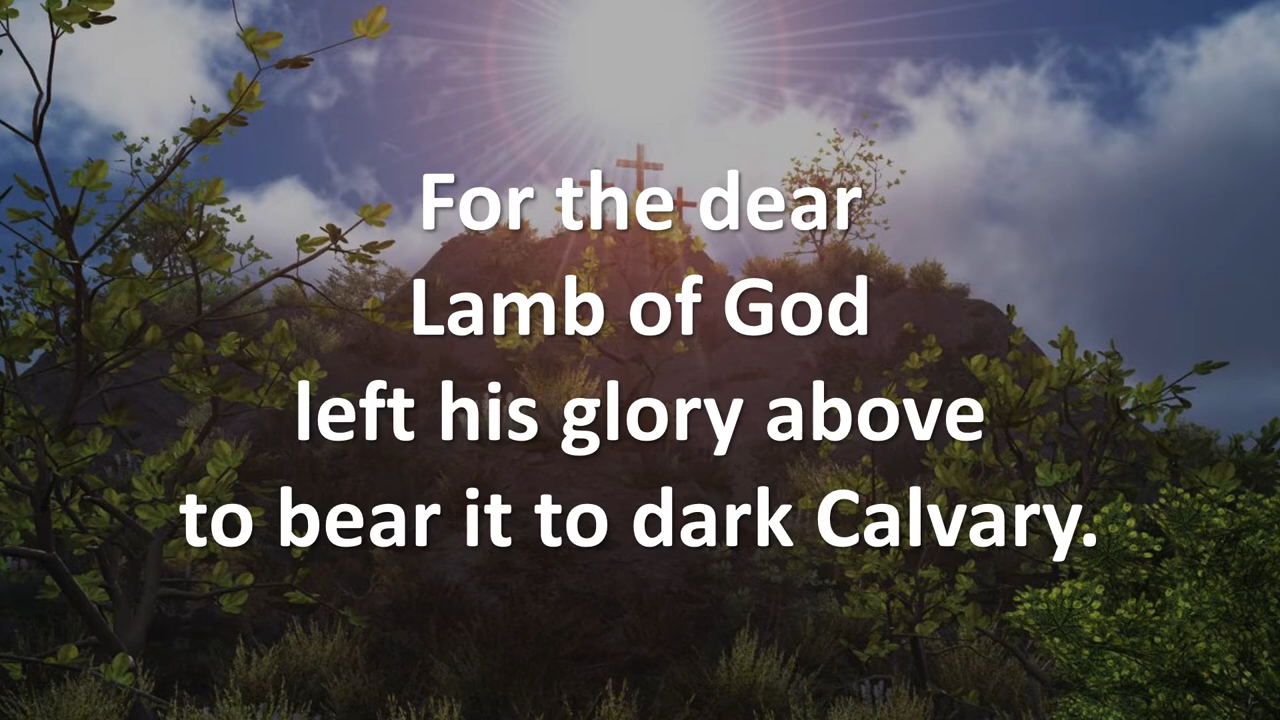 For the dear
Lamb of God
left his glory above
to bear it to dark Calvary.